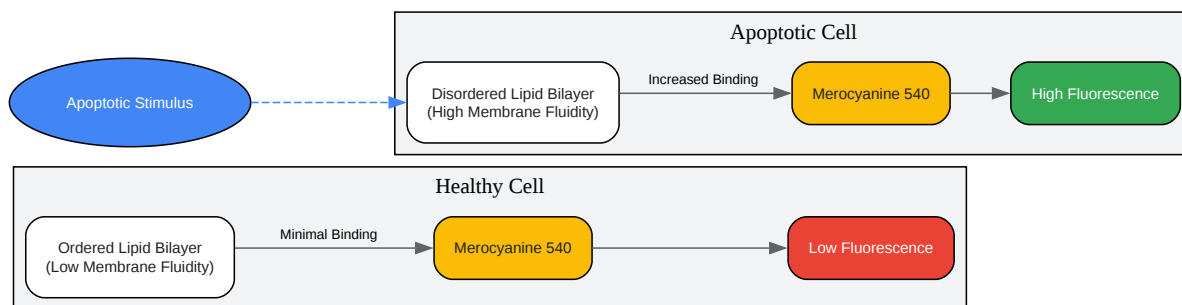 Apoptotic Cell
Apoptotic Stimulus
Disordered Lipid Bilayer
(High Membrane Fluidity)
Increased Binding
Merocyanine 540
High Fluorescence
Healthy Cell
Ordered Lipid Bilayer
(Low Membrane Fluidity)
Minimal Binding
Merocyanine 540
Low Fluorescence